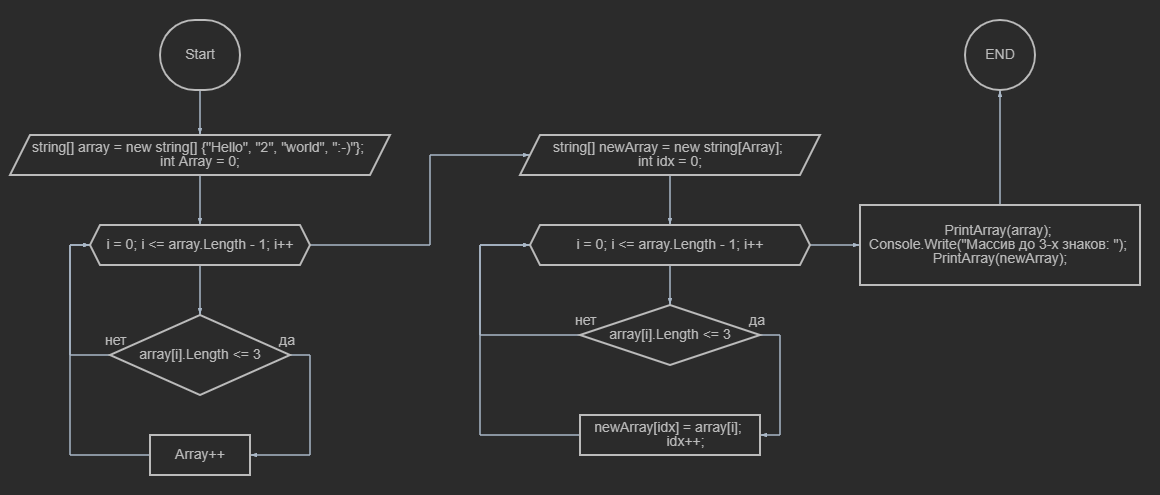 Start
string[] array = new string[] {"Hello", "2", "world", ":-)"};
int Array = 0;
i = 0; i <= array.Length - 1; i++
нет
да
array[i].Length <= 3
Array++
string[] newArray = new string[Array];
int idx = 0;
i = 0; i <= array.Length - 1; i++
нет
да
array[i].Length <= 3
newArray[idx] = array[i];
idx++;
PrintArray(array);
Console.Write("Массив до 3-х знаков: ");
PrintArray(newArray);
END